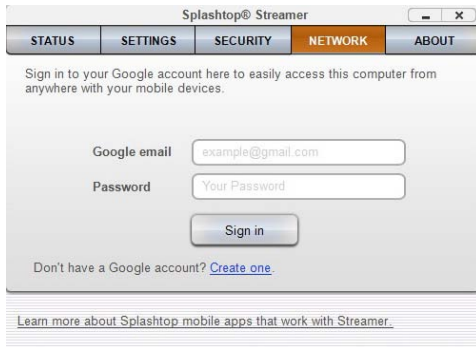 Splashtop® Streamer
STATUS SETTINGS SECURITY NETWORK ABOUT
Sign in to your Google account here to easily access this computer from
anywhere with your mobile devices.
Google email example@gmail.com
Password Your Password
Sign in
Don't have a Google account? Create one.
Learn more about Splashtop mobile apps that work with Streamer.